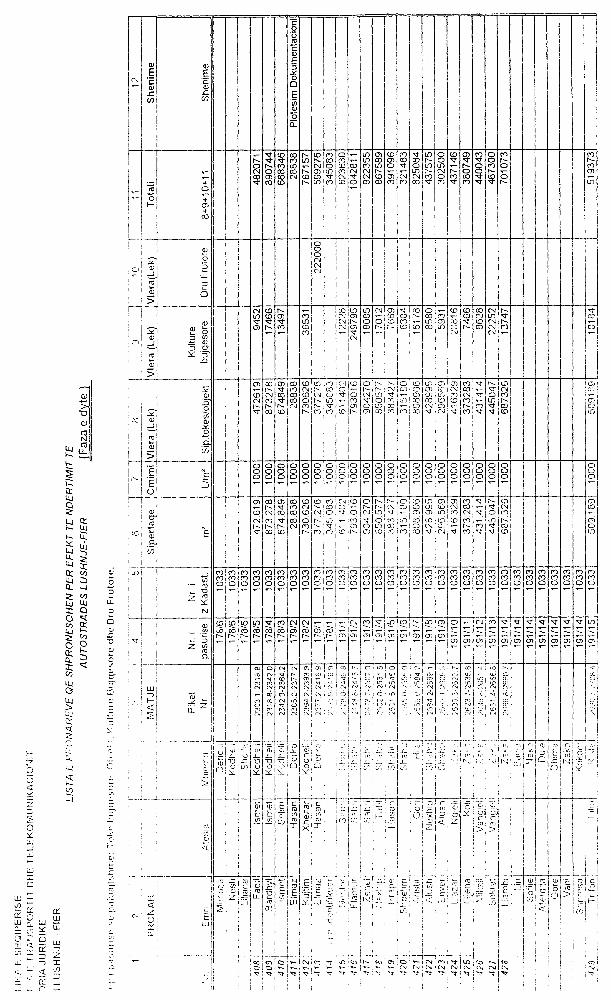 LIKA E SHQIPERISE
E TRANSPORTIT DHE TELEKOMUNIKACIONIT
ORIA JURIDIKE
I LUSHNJE - FIER
LISTA E PRONAREVE QE SHPRONESOHEN PER EFEKT TE NDERTIMIT TE
AUTOSTRADES LUSHNJE-FIER (Faza e dyte )
i pasurise se paluajtshme: Toke bujqesore, Objekt, Kulture Bujqesore dhe Dru Frutore.
1 2 3 4 5 6 7 8 9 10 11 12
PRONAR MATJE Siperfaqe Cmimi Vlera (Lek) Vlera (Lek) Vlera(Lek) Totali Shenime
Piket Nr. I Nr. i Kulture
Nr. Emri Atesia Mbiemri Nr. pasurise z.Kadast. m² L/m² Sip.tokes/objekt bujqesore Dru Frutore 8+9+10+11 Shenime
Mimoza Deriolli 178/6 1033
Nesti Kodheli 178/6 1033
Liljana Sholla 178/6 1033
408 Fadil Ismet Kodheli 2303.1-2318.8 178/5 1033 472.619 1000 472619 9452 482071
409 Bardhyl Ismet Kodheli 2318.8-2342.0 178/4 1033 873.278 1000 873278 17466 890744
410 Ismet Selim Kodheli 2342.0-2364.2 178/3 1033 674.849 1000 674849 13497 688346
411 Elmaz Hasan Derka 2365.0-2377.2 179/2 1033 28.838 1000 28838 28838 Plotesim Dokumentacioni
412 Kujtim Xhezar Kodheli 2364.2-2393.9 178/2 1033 730.626 1000 730626 36531 767157
413 Elmaz Hasan Derka 2377.2-2416.9 179/1 1033 377.276 1000 377276 222000 599276
414 I pa Identifikuar 178/1 1033 345.083 1000 345083 345083
415 Nentor Sabri Shahu 2428.0-2448.8 191/1 1033 611.402 1000 611402 12228 623630
416 Flamur Sabri Shahu 2448.8-2473.7 191/2 1033 793.016 1000 793016 249795 1042811
417 Zenel Sabri Shahu 2473.7-2502.0 191/3 1033 904.270 1000 904270 18085 922355
418 Nexhip Tafil Shahu 2502.0-2531.5 191/4 1033 850.577 1000 850577 17012 867589
419 Rrape Hasan Shahu 2531.5-2545.0 191/5 1033 383.427 1000 383427 7669 391096
420 Shpetim Shahu 2545.0-2556.0 191/6 1033 315.180 1000 315180 6304 321483
421 Aristir Gori Hila 2556.0-2584.2 191/7 1033 808.906 1000 808906 16178 825084
422 Alush Nexhip Shahu 2584.2-2599.1 191/8 1033 428.995 1000 428995 8580 437575
423 Enver Alush Shahu 2599.1-2609.3 191/9 1033 296.569 1000 296569 5931 302500
424 Llazar Ngjeli Zaka 2609.3-2623.7 191/10 1033 416.329 1000 416329 20816 437146
425 Gjena Koli Zaka 2623.7-2636.8 191/11 1033 373.283 1000 373283 7466 380749
426 Mikail Vangjel Zaka 2636.8-2651.4 191/12 1033 431.414 1000 431414 8628 440043
427 Sokrat Vangjel Zaka 2651.4-2666.8 191/13 1033 445.047 1000 445047 22252 467300
428 Llambi Zaka 2666.8-2690.7 191/14 1033 687.326 1000 687326 13747 701073
Liri Bacia 191/14 1033
Sofije Nako 191/14 1033
Aferdita Dule 191/14 1033
Gore Dhima 191/14 1033
Vani Zako 191/14 1033
Shpresa Kokoni 191/14 1033
429 Trifon Filip Rista 2690.7-2708.4 191/15 1033 509.189 1000 509189 10184 519373